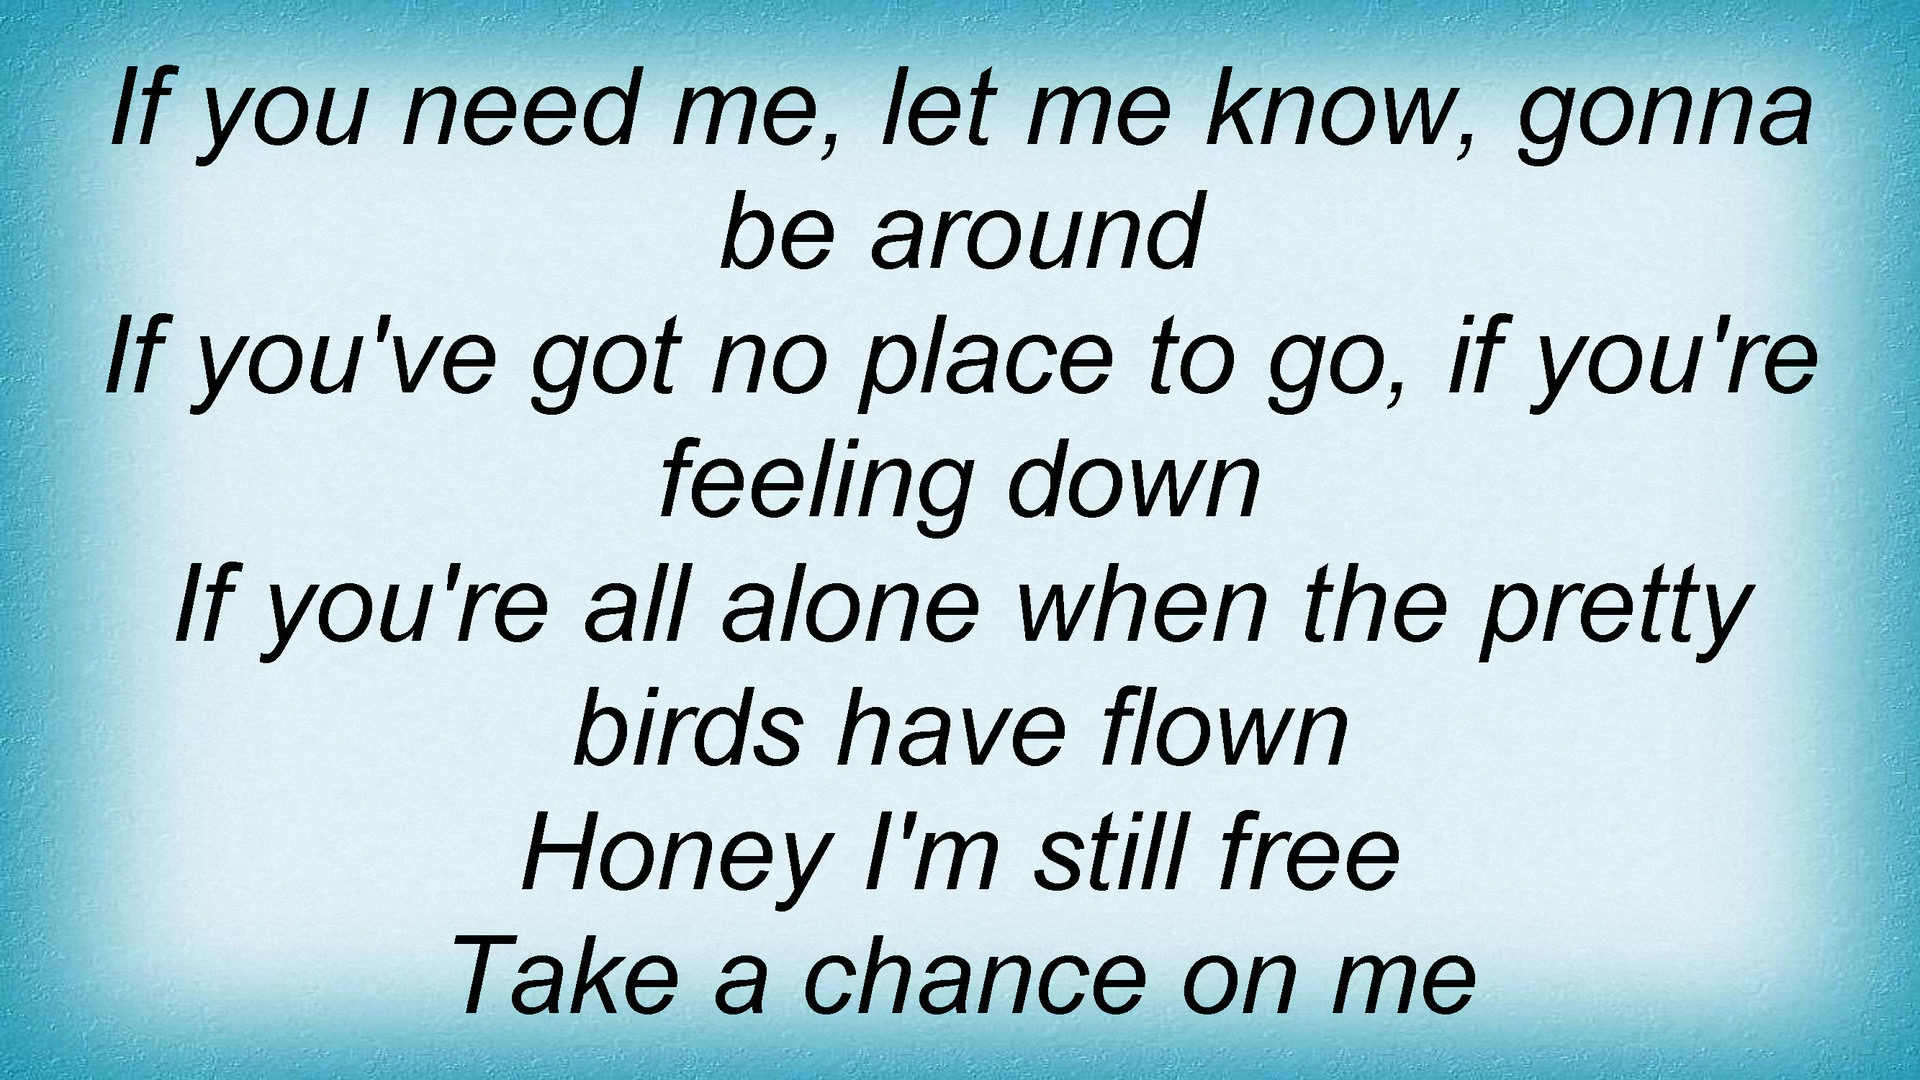 If you need me, let me know, gonna
be around
If you've got no place to go, if you're
feeling down
If you're all alone when the pretty
birds have flown
Honey I'm still free
Take a chance on me